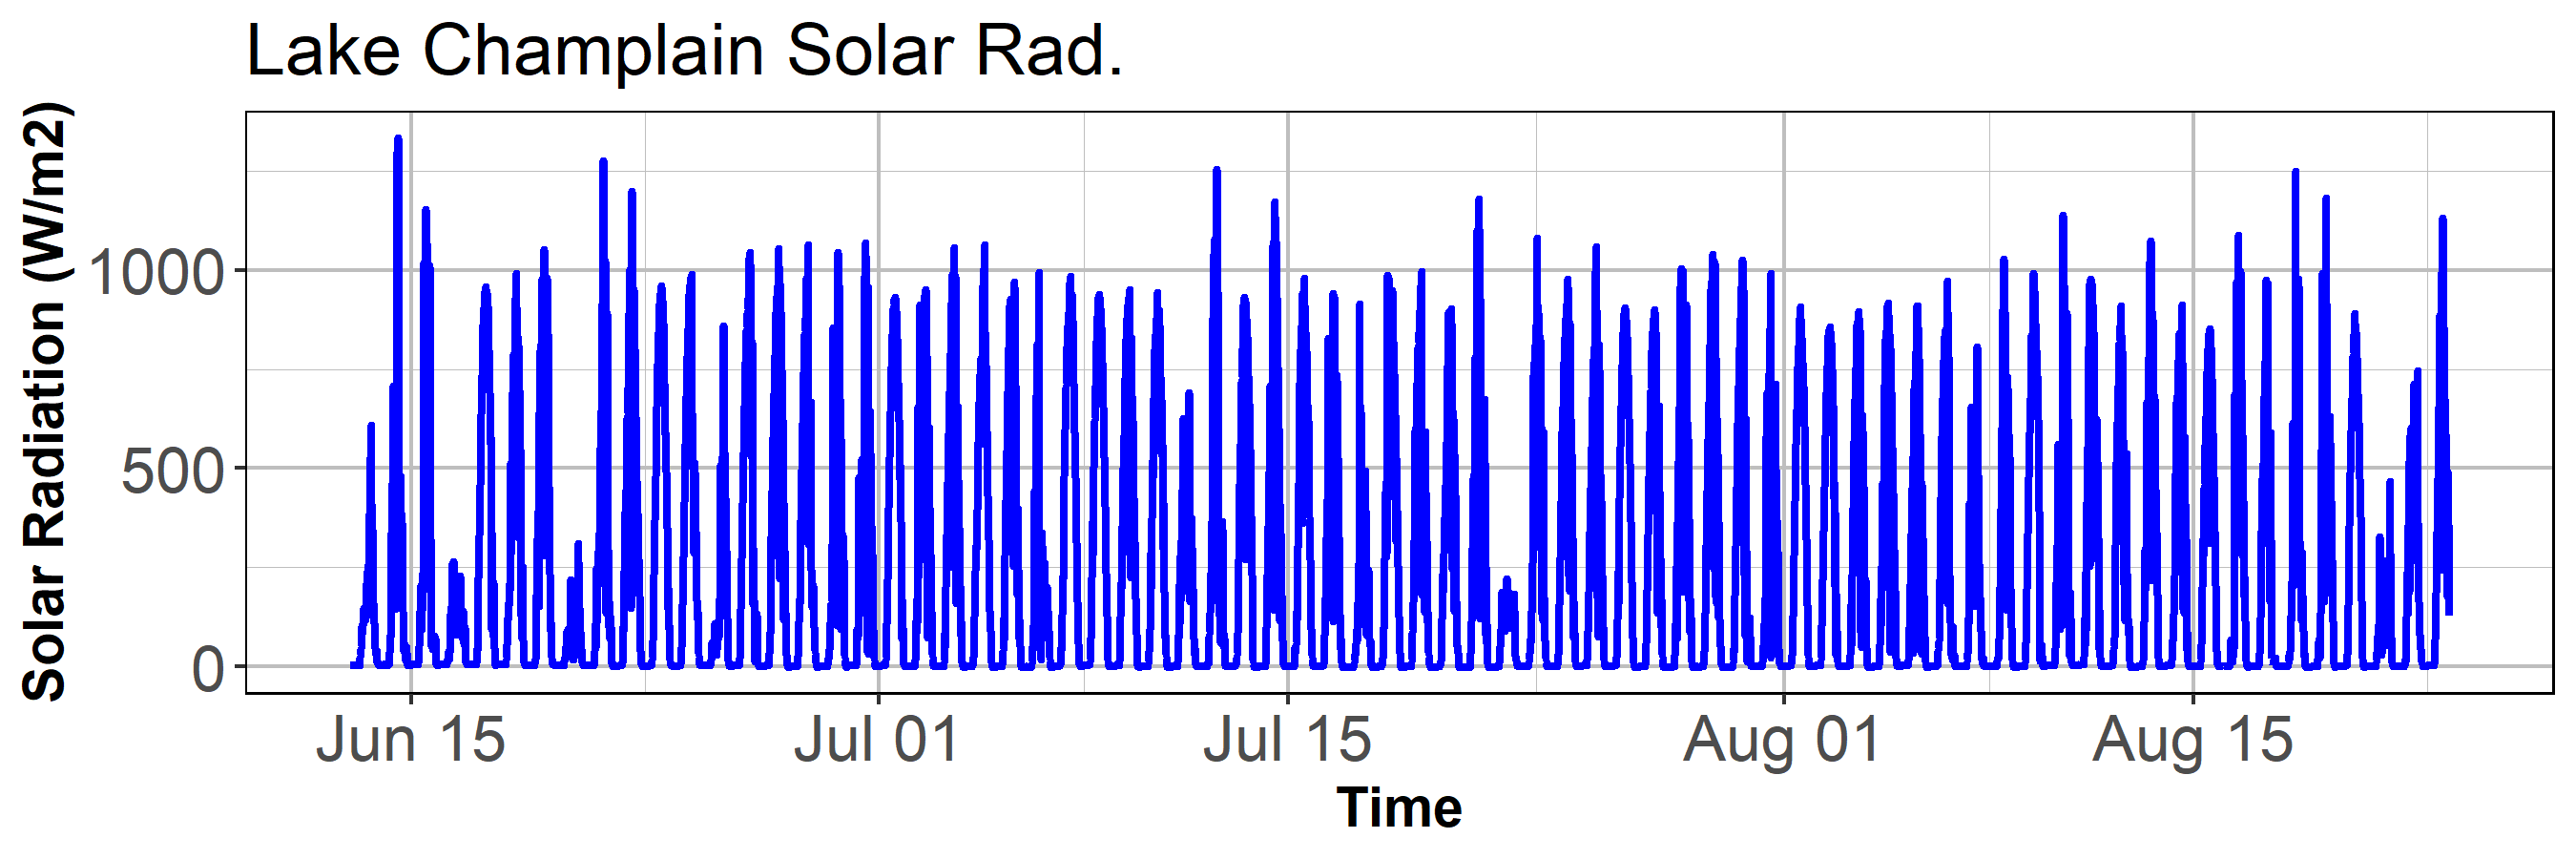 Lake Champlain Solar Rad.
Solar Radiation (W/m2)
1000
500
0
Jun 15
Jul 01
Jul 15
Aug 01
Aug 15
Time